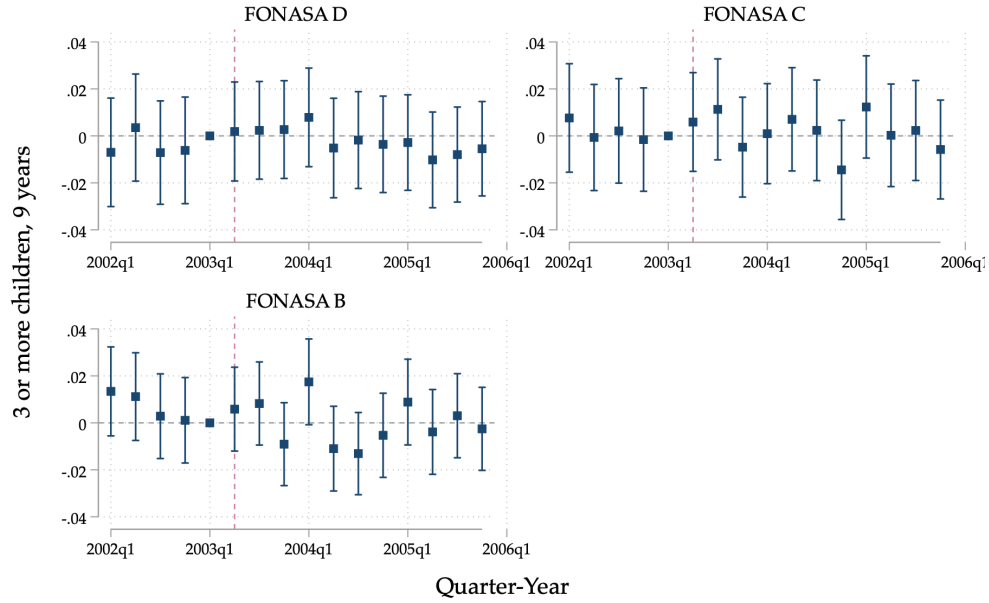 FONASA D
FONASA C
.04
.02
0
-.02
-.04
2002q1 2003q1 2004q1 2005q1 2006q1
.04
.02
0
-.02
-.04
2002q1 2003q1 2004q1 2005q1 2006q1
3 or more children, 9 years
FONASA B
.04
.02
0
-.02
-.04
2002q1 2003q1 2004q1 2005q1 2006q1
Quarter-Year